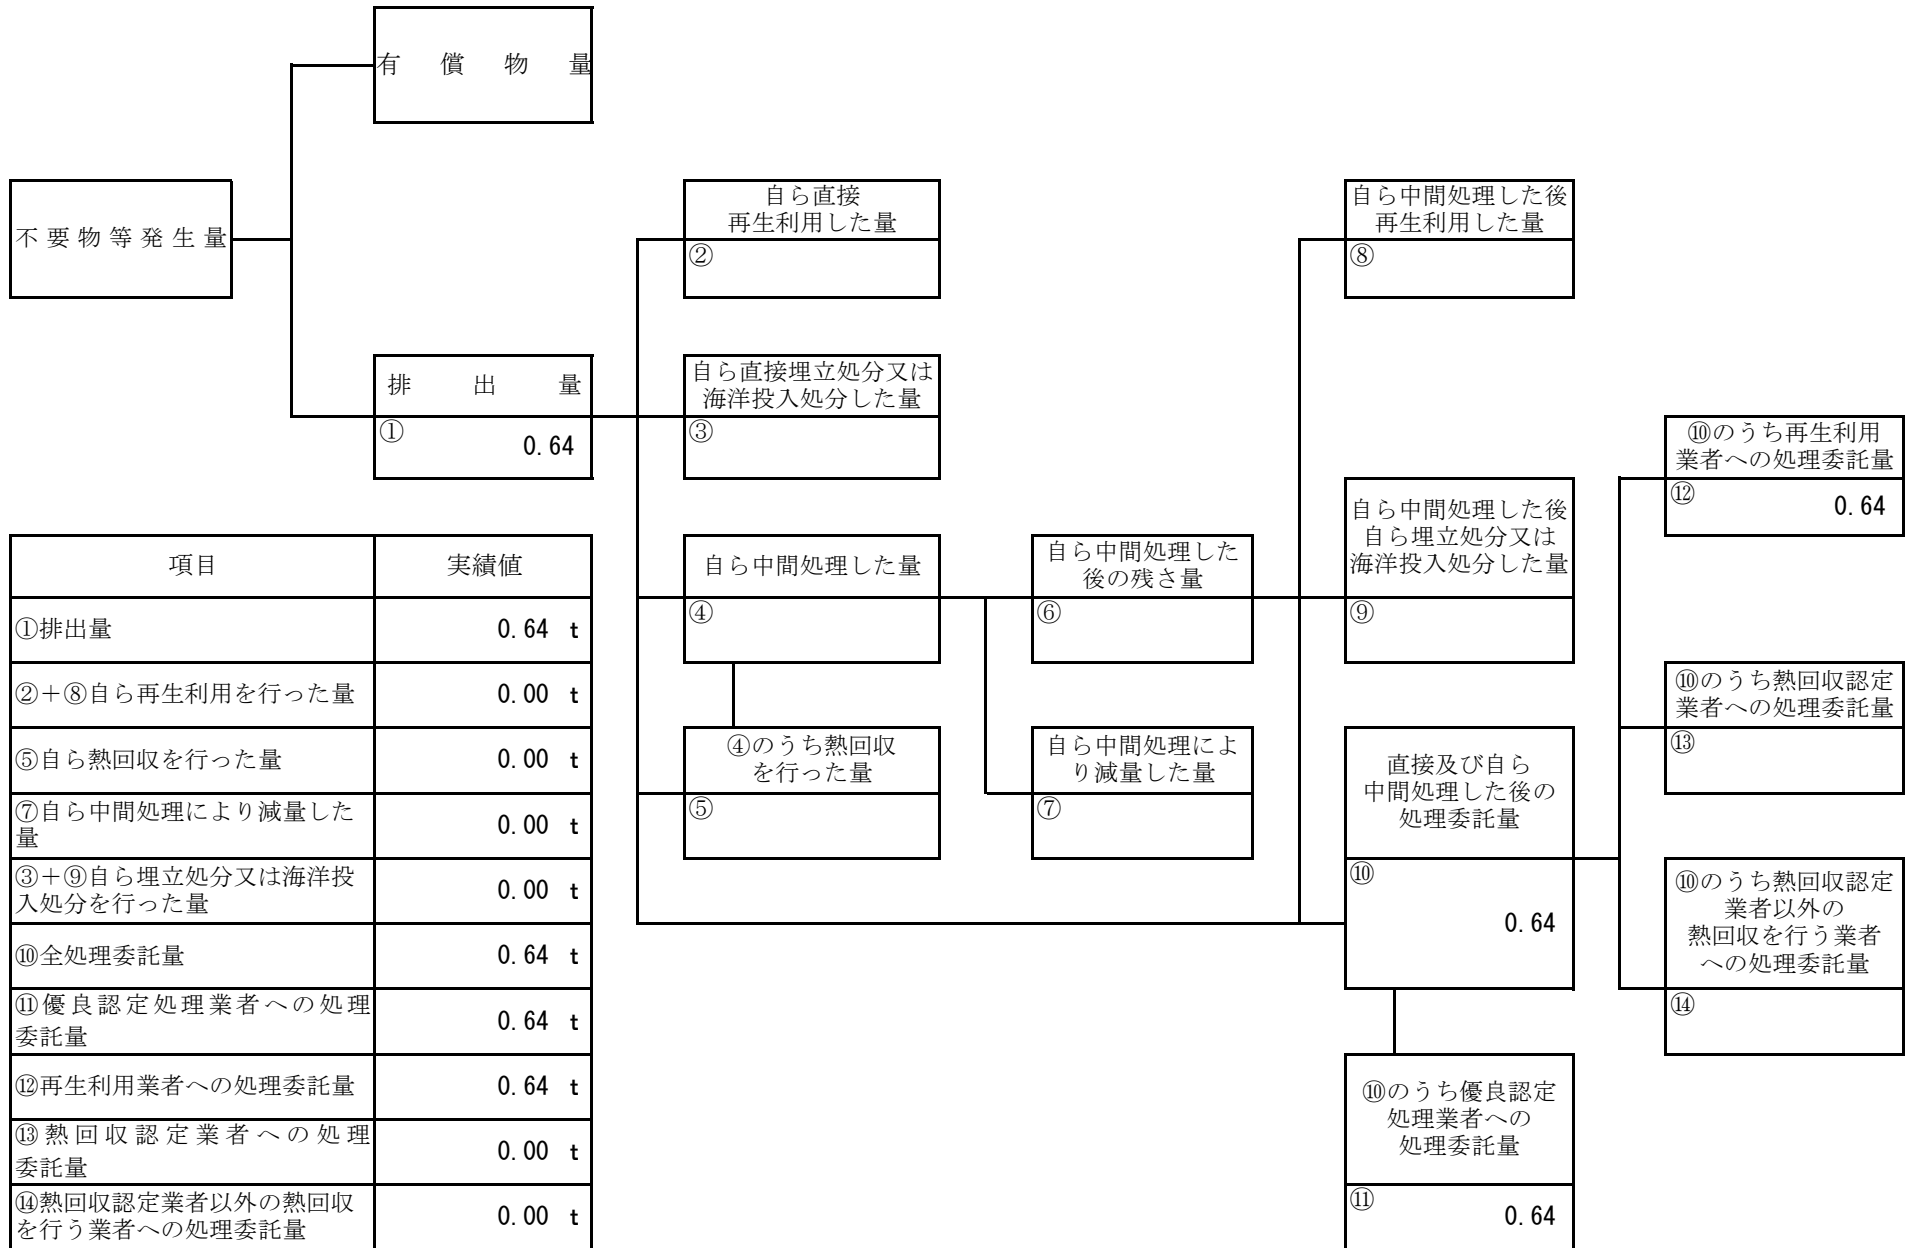 有償物量
不要物等発生量
排出量
①
0.64
自ら直接
再生利用した量
②
自ら直接埋立処分又は
海洋投入処分した量
③
自ら中間処理した量
④
④のうち熱回収
を行った量
⑤
自ら中間処理した
後の残さ量
⑥
自ら中間処理によ
り減量した量
⑦
自ら中間処理した後
再生利用した量
⑧
自ら中間処理した後
自ら埋立処分又は
海洋投入処分した量
⑨
直接及び自ら
中間処理した後の
処理委託量
⑩
0.64
⑩のうち優良認定
処理業者への
処理委託量
⑪
0.64
⑩のうち再生利用
業者への処理委託量
⑫
0.64
⑩のうち熱回収認定
業者への処理委託量
⑬
⑩のうち熱回収認定
業者以外の
熱回収を行う業者
への処理委託量
⑭
項目 実績値
①排出量 0.64 t
②+⑧自ら再生利用を行った量 0.00 t
⑤自ら熱回収を行った量 0.00 t
⑦自ら中間処理により減量した
量 0.00 t
③+⑨自ら埋立処分又は海洋投
入処分を行った量 0.00 t
⑩全処理委託量 0.64 t
⑪優良認定処理業者への処理
委託量 0.64 t
⑫再生利用業者への処理委託量 0.64 t
⑬熱回収認定業者への処理
委託量 0.00 t
⑭熱回収認定業者以外の熱回収
を行う業者への処理委託量 0.00 t